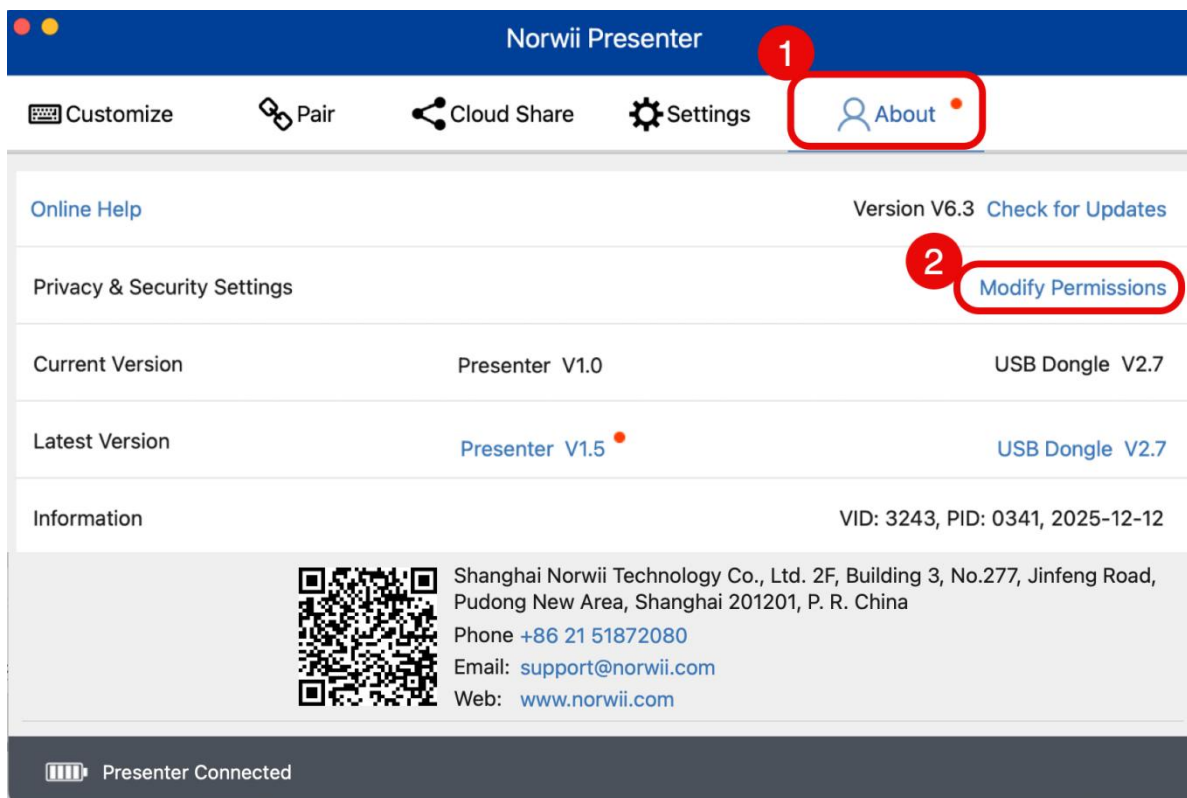 Norwii Presenter
1
Customize Pair Cloud Share Settings About
Online Help Version V6.3 Check for Updates
2
Privacy & Security Settings Modify Permissions
Current Version Presenter V1.0 USB Dongle V2.7
Latest Version Presenter V1.5 USB Dongle V2.7
Information VID: 3243, PID: 0341, 2025-12-12
Shanghai Norwii Technology Co., Ltd. 2F, Building 3, No.277, Jinfeng Road,
Pudong New Area, Shanghai 201201, P. R. China
Phone +86 21 51872080
Email: support@norwii.com
Web: www.norwii.com
Presenter Connected